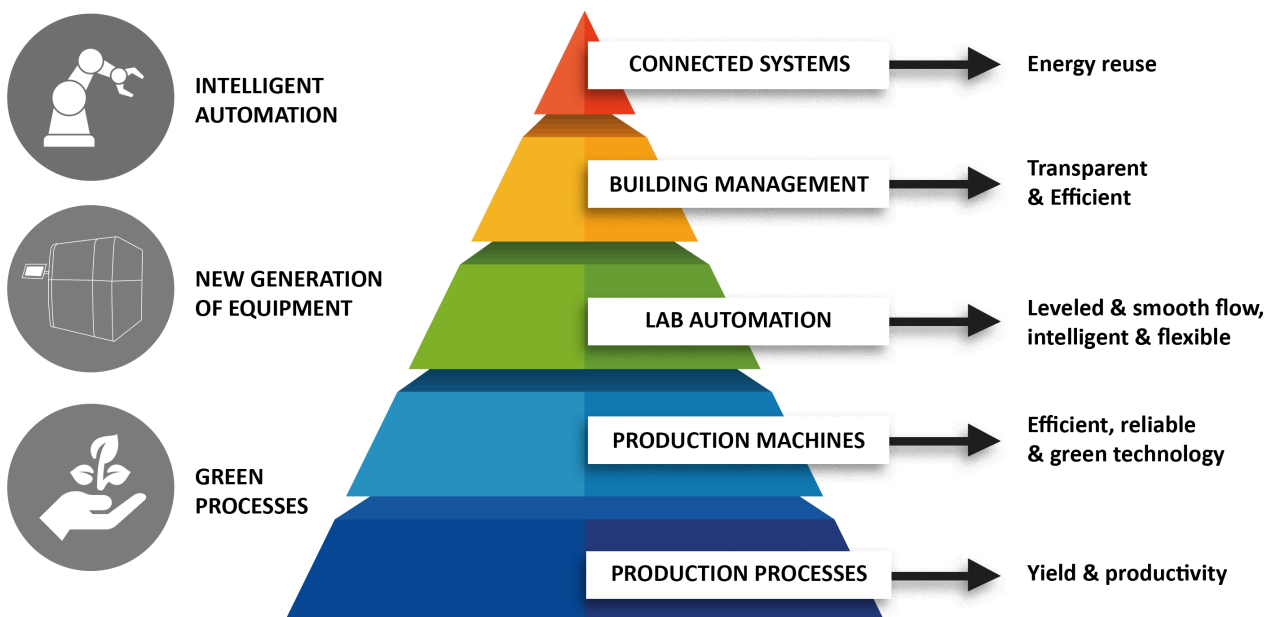 INTELLIGENT
AUTOMATION
NEW GENERATION
OF EQUIPMENT
GREEN
PROCESSES
CONNECTED SYSTEMS
Energy reuse
BUILDING MANAGEMENT
Transparent
& Efficient
LAB AUTOMATION
Leveled & smooth flow,
intelligent & flexible
PRODUCTION MACHINES
Efficient, reliable
& green technology
PRODUCTION PROCESSES
Yield & productivity